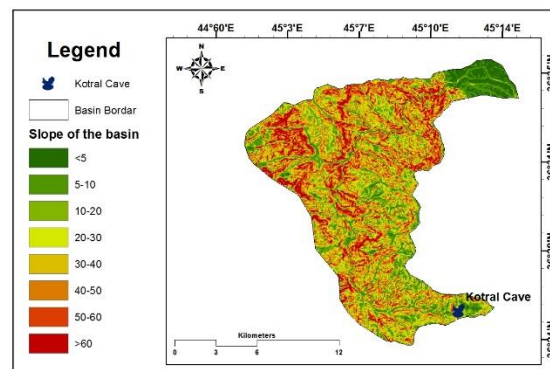 Legend
Kotral Cave
Basin Bordar
Slope of the basin
<5
5-10
10-20
20-30
30-40
40-50
50-60
>60
44°60'E 45°3'E 45°7'E 45°10'E 45°14'E
N
W E
S
Kotral Cave
Kilometers
0 3 6 12